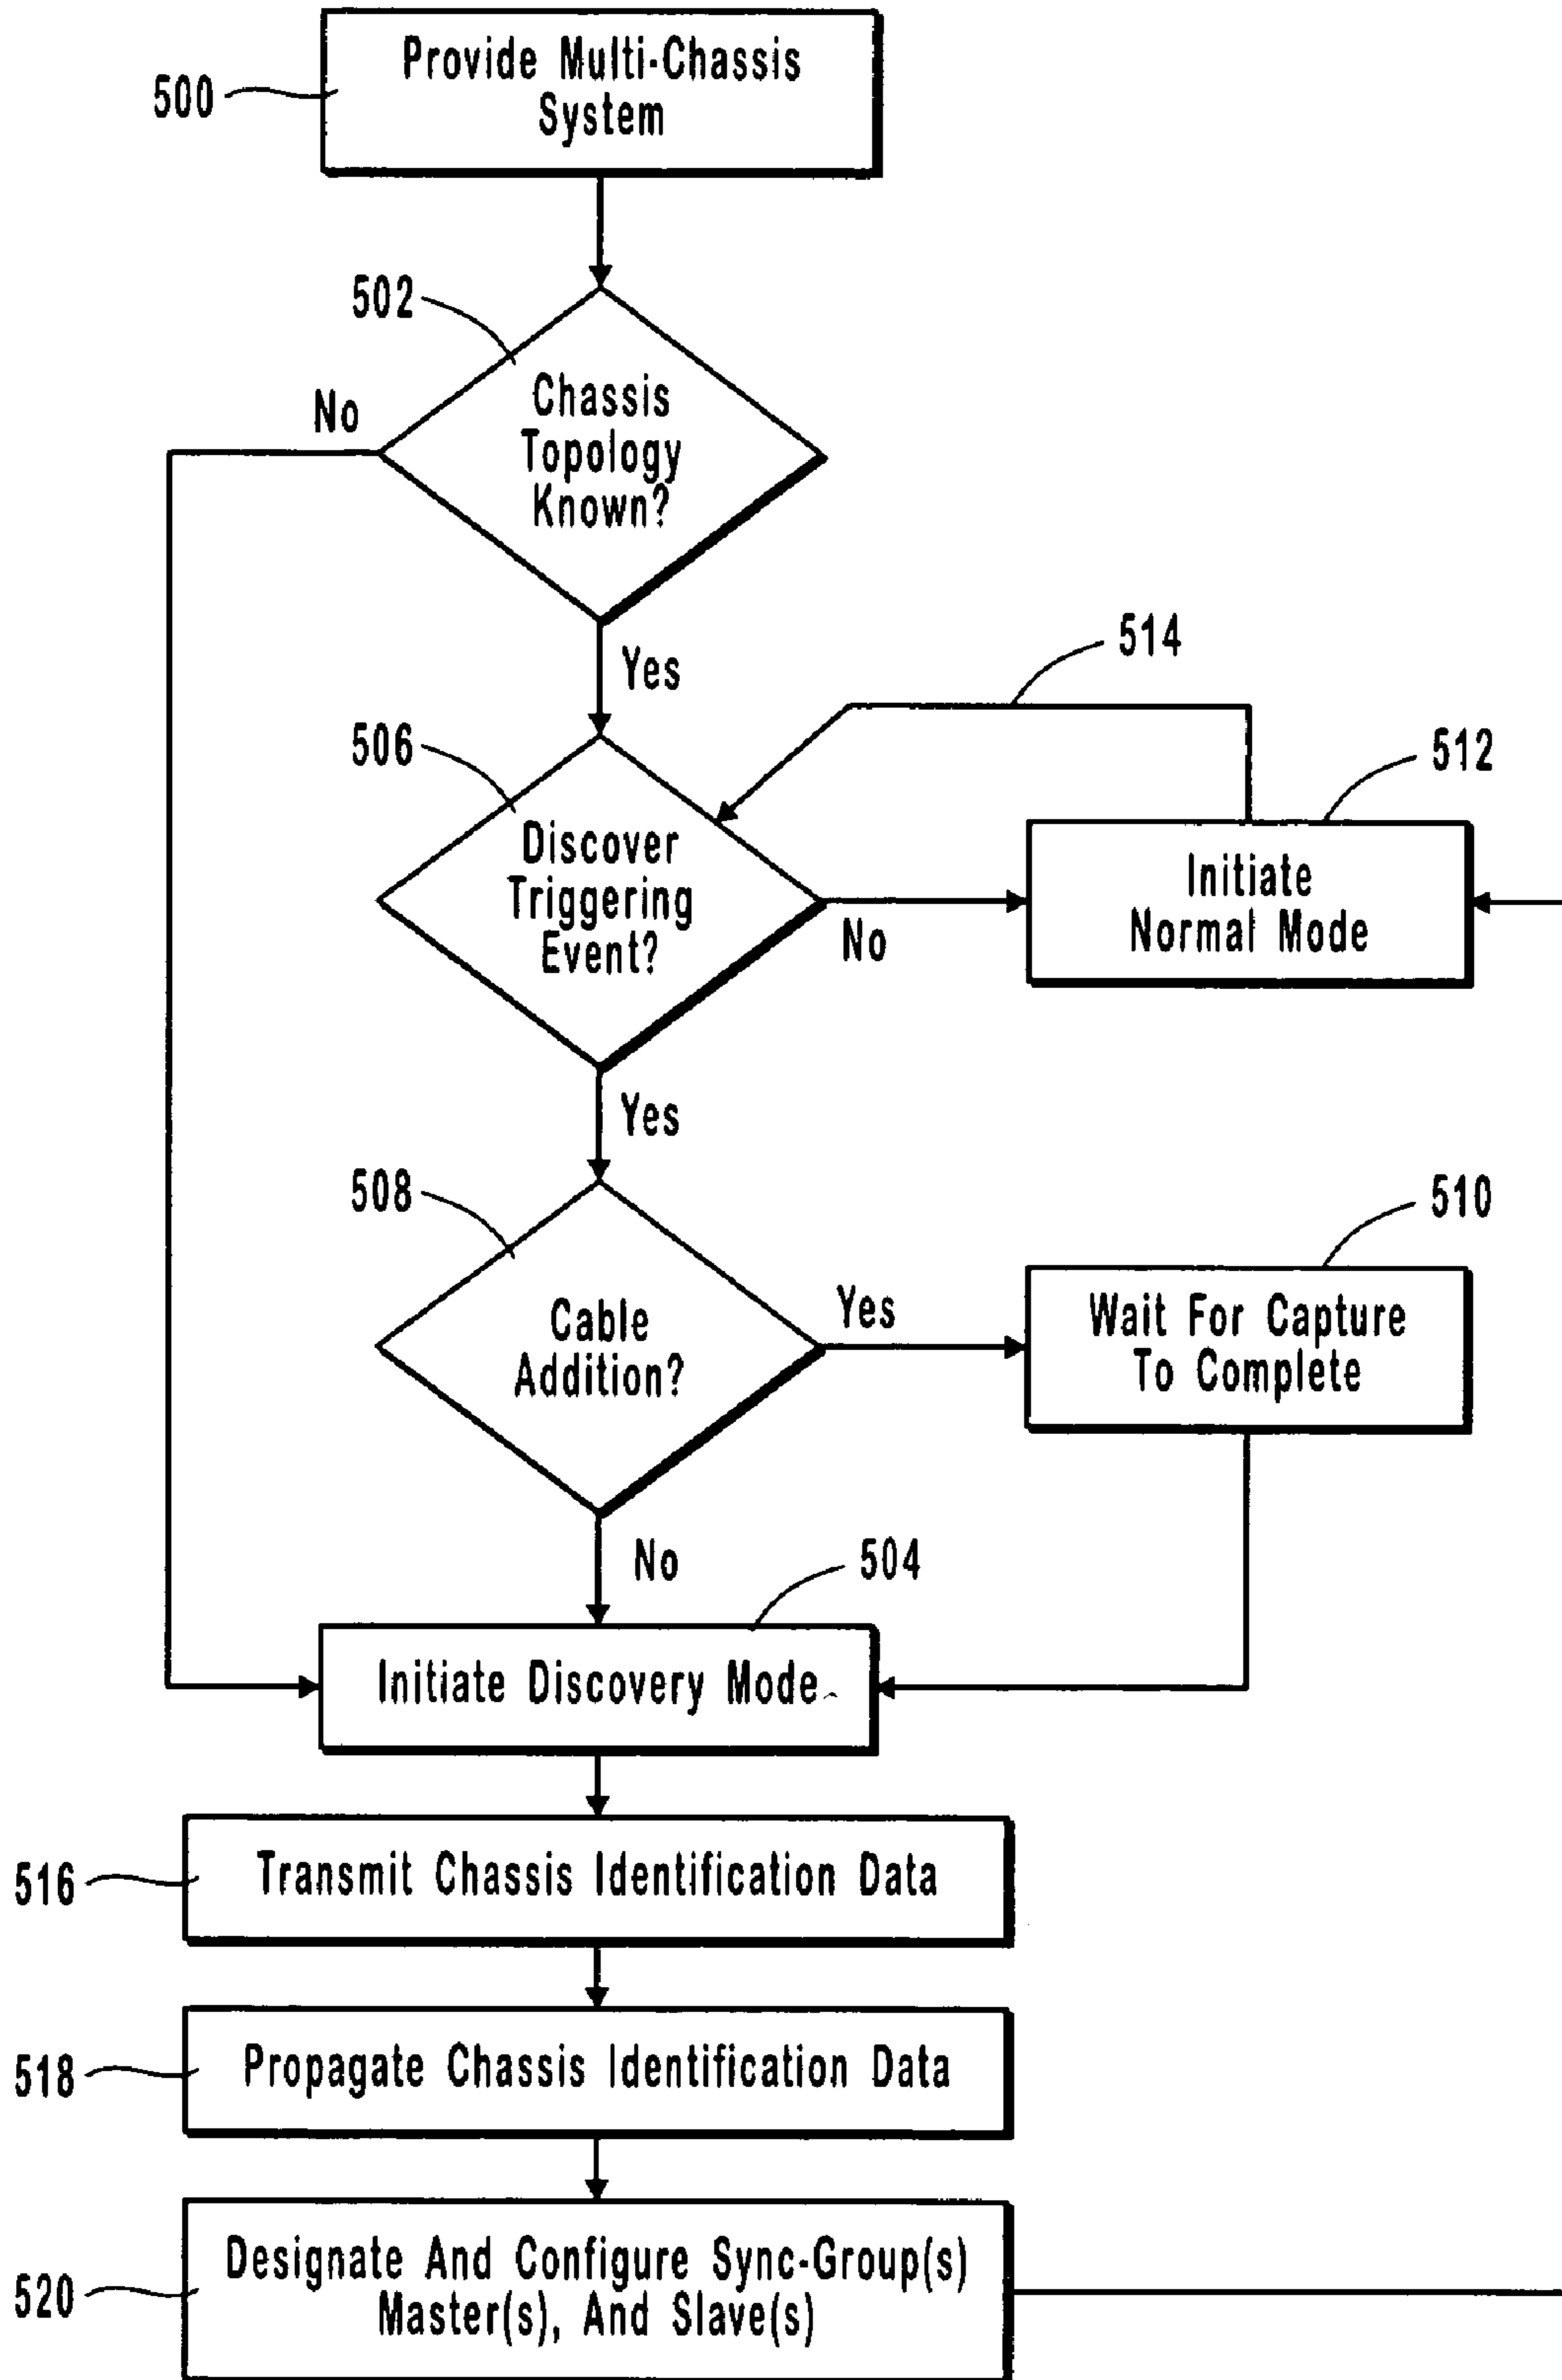 Provide Multi-Chassis
System
500
502
Chassis
Topology
Known?
No
Yes
514
506
512
Discover
Triggering
Event?
Initiate
Normal Mode
No
Yes
508
510
Cable
Addition?
Yes
Wait For Capture
To Complete
No
504
Initiate Discovery Mode
516
Transmit Chassis Identification Data
518
Propagate Chassis Identification Data
520
Designate And Configure Sync-Group(s)
Master(s), And Slave(s)